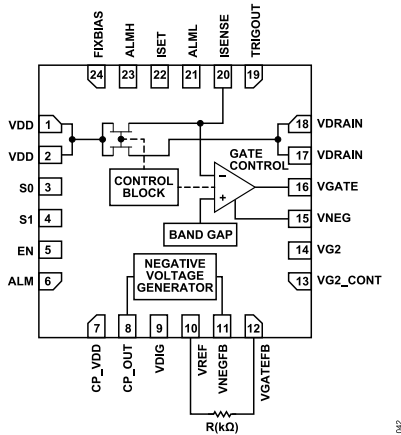 FIXBIAS
ALMH
ISET
ALML
ISENSE
TRIGOUT
24
23
22
21
20
19
VDD 1
VDD 2
S0 3
S1 4
EN 5
ALM 6
18 VDRAIN
17 VDRAIN
16 VGATE
15 VNEG
14 VG2
13 VG2_CONT
GATE
CONTROL
CONTROL
BLOCK
−
+
BAND GAP
NEGATIVE
VOLTAGE
GENERATOR
7
8
9
10
11
12
CP_VDD
CP_OUT
VDIG
VREF
VNEGFB
VGATEFB
R(kΩ)
042